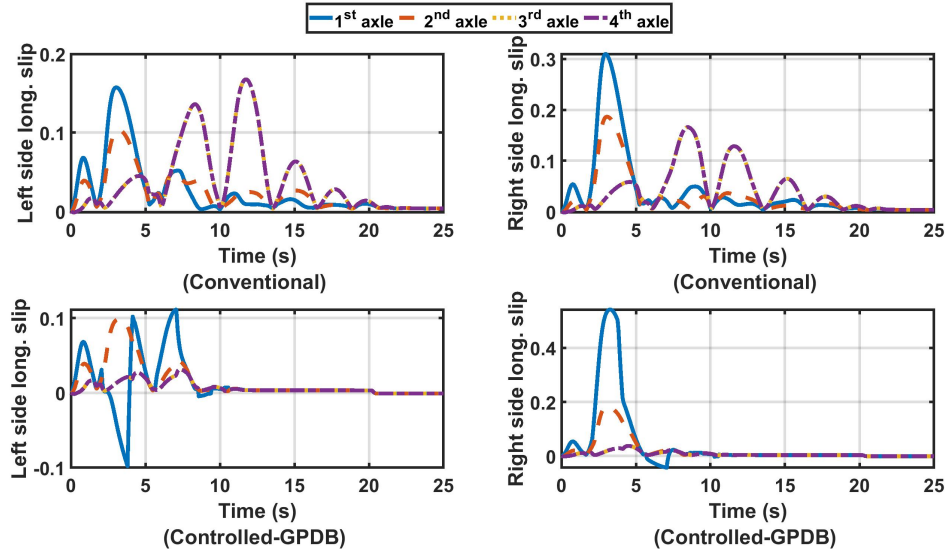 1st axle 2nd axle 3rd axle 4th axle
Left side long. slip
0.2
0.1
0
0 5 10 15 20 25
Time (s)
(Conventional)
Right side long. slip
0.3
0.2
0.1
0
0 5 10 15 20 25
Time (s)
(Conventional)
Left side long. slip
0.1
0
-0.1
0 5 10 15 20 25
Time (s)
(Controlled-GPDB)
Right side long. slip
0.4
0.2
0
0 5 10 15 20 25
Time (s)
(Controlled-GPDB)